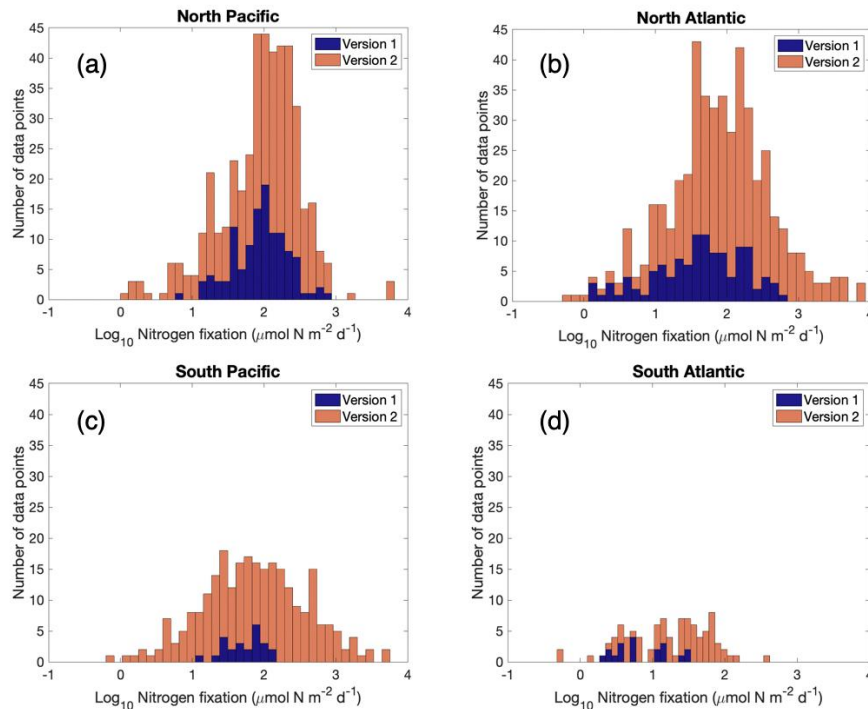 North Pacific
(a)
Version 1
Version 2
45
40
35
30
25
20
15
10
5
0
Number of data points
-1 0 1 2 3 4
Log10 Nitrogen fixation (μmol N m-2 d-1)
North Atlantic
(b)
Version 1
Version 2
45
40
35
30
25
20
15
10
5
0
Number of data points
-1 0 1 2 3 4
Log10 Nitrogen fixation (μmol N m-2 d-1)
South Pacific
(c)
Version 1
Version 2
45
40
35
30
25
20
15
10
5
0
Number of data points
-1 0 1 2 3 4
Log10 Nitrogen fixation (μmol N m-2 d-1)
South Atlantic
(d)
Version 1
Version 2
45
40
35
30
25
20
15
10
5
0
Number of data points
-1 0 1 2 3 4
Log10 Nitrogen fixation (μmol N m-2 d-1)